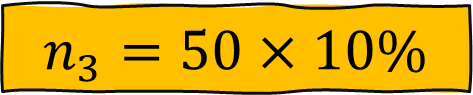 n₃ = 50 × 10%